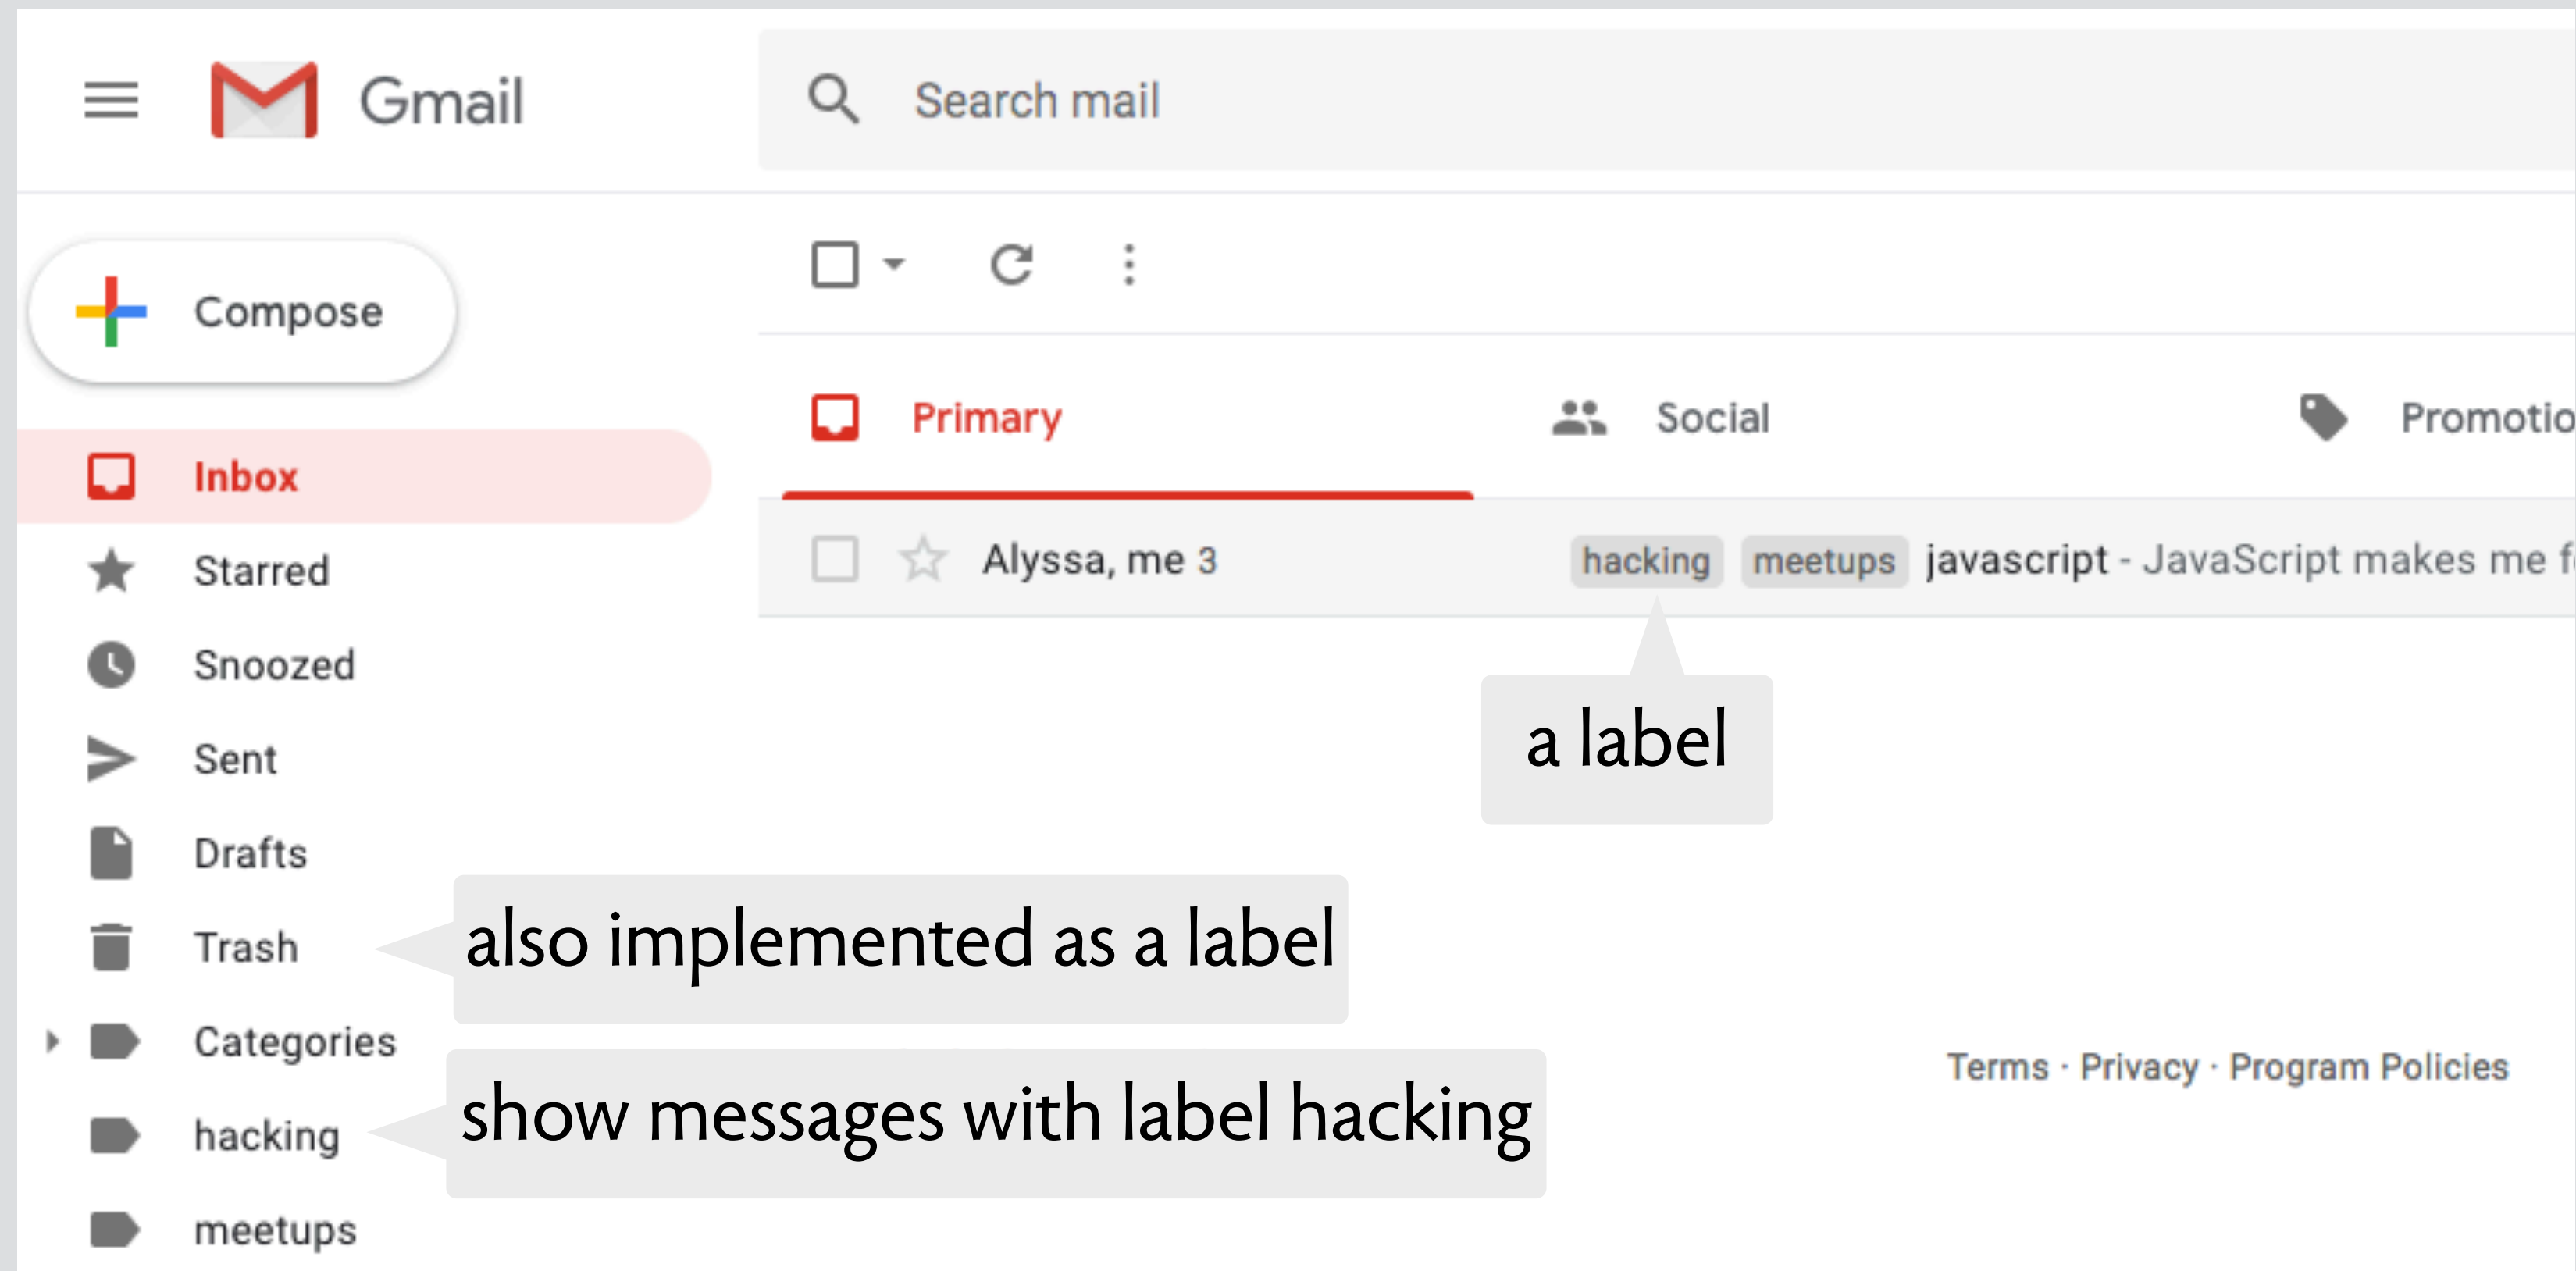 Gmail
Search mail
Compose
Primary
Social
Promotio
Inbox
Alyssa, me 3
hacking meetups javascript - JavaScript makes me f
Starred
Snoozed
a label
Sent
Drafts
Trash
also implemented as a label
Categories
Terms · Privacy · Program Policies
show messages with label hacking
hacking
meetups